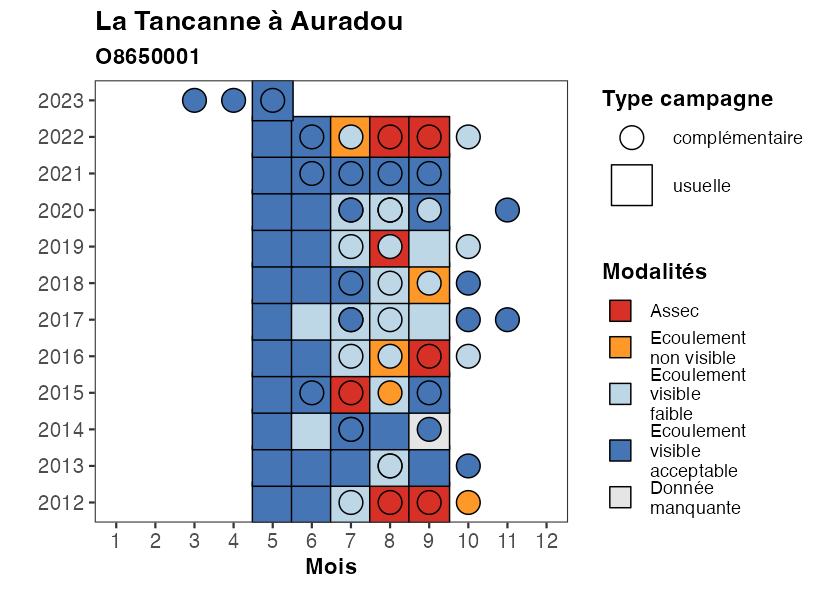 La Tancanne à Auradou
O8650001
2023
2022
2021
2020
2019
2018
2017
2016
2015
2014
2013
2012
1 2 3 4 5 6 7 8 9 10 11 12
Mois
Type campagne
complémentaire
usuelle
Modalités
Assec
Ecoulement
non visible
Ecoulement
visible
faible
Ecoulement
visible
acceptable
Donnée
manquante